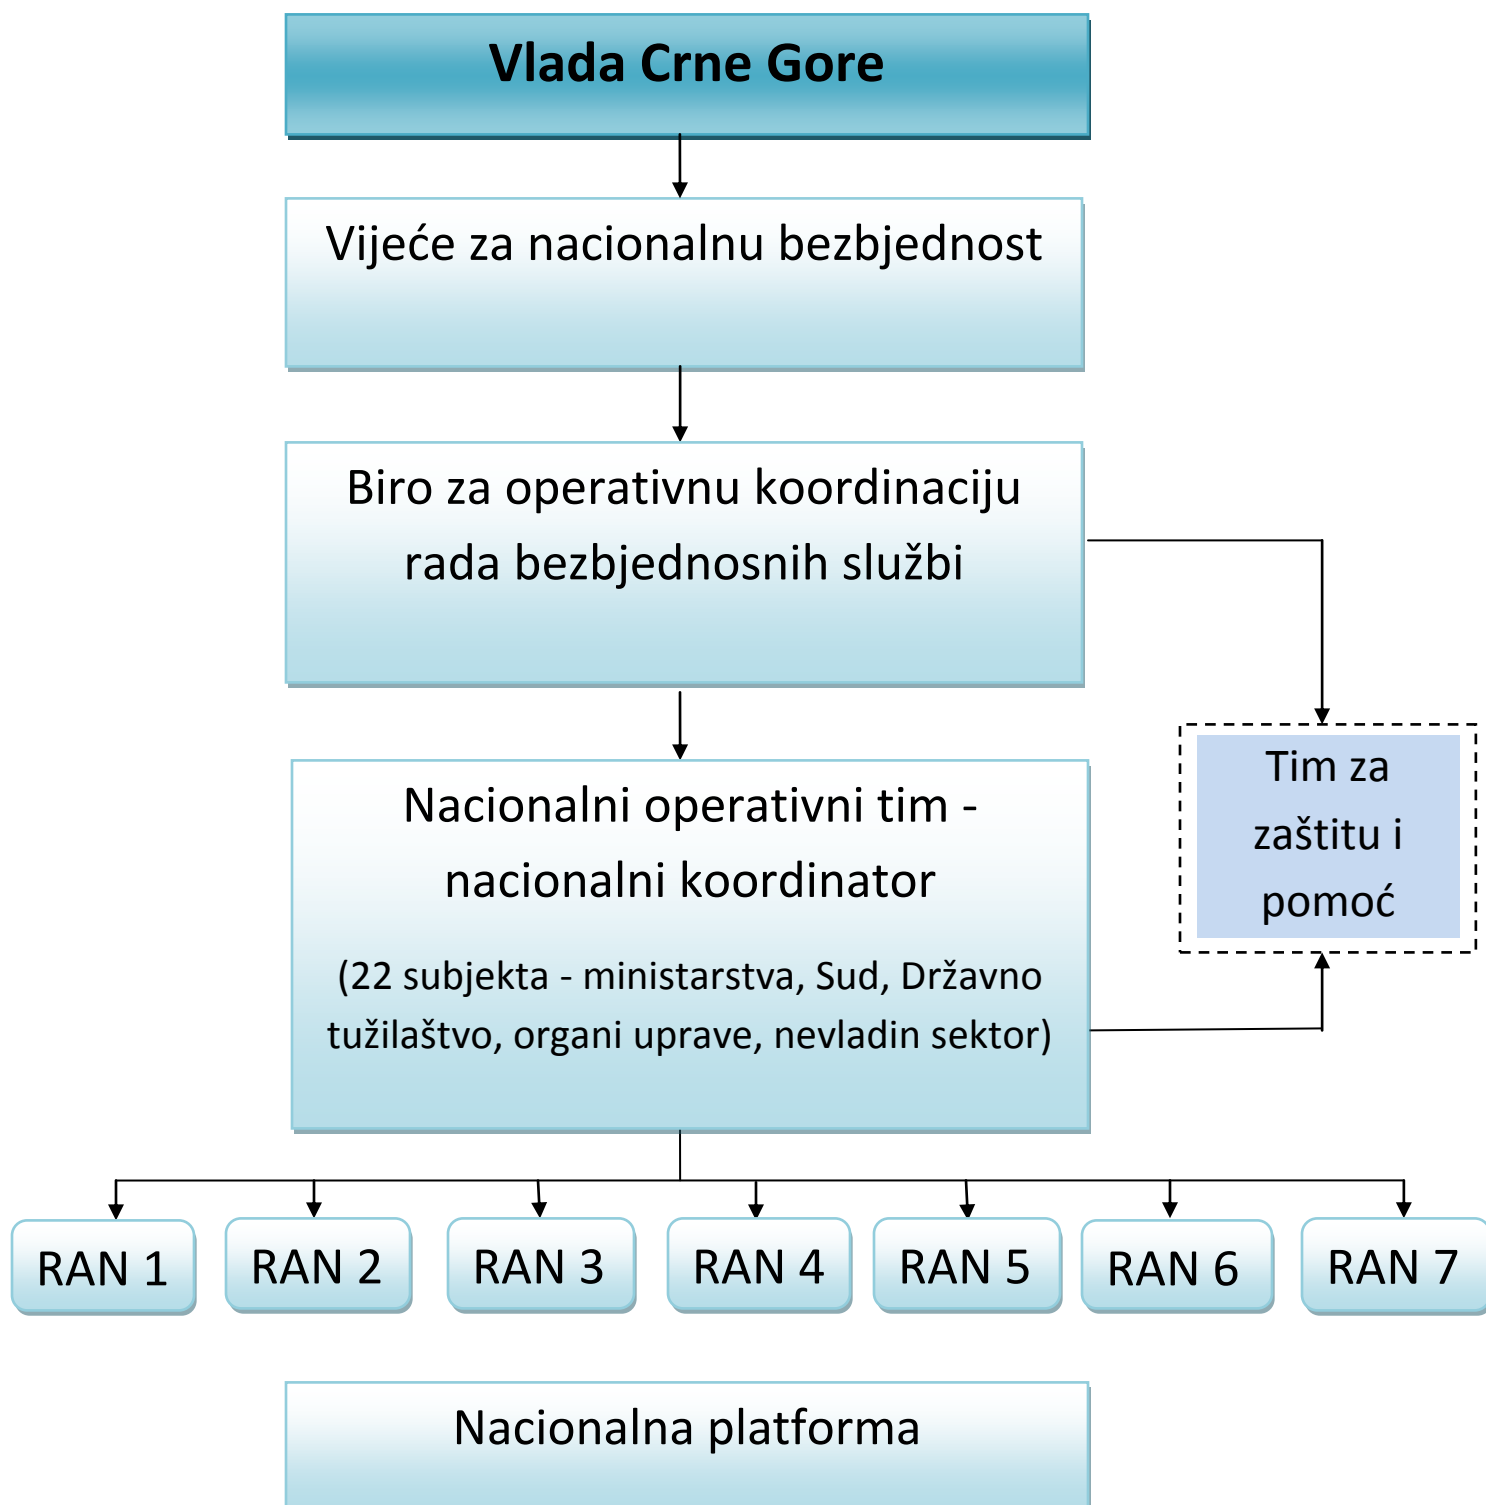 Vlada Crne Gore
Vijeće za nacionalnu bezbjednost
Biro za operativnu koordinaciju
rada bezbjednosnih službi
Nacionalni operativni tim -
nacionalni koordinator
(22 subjekta - ministarstva, Sud, Državno
tužilaštvo, organi uprave, nevladin sektor)
Tim za
zaštitu i
pomoć
RAN 1
RAN 2
RAN 3
RAN 4
RAN 5
RAN 6
RAN 7
Nacionalna platforma